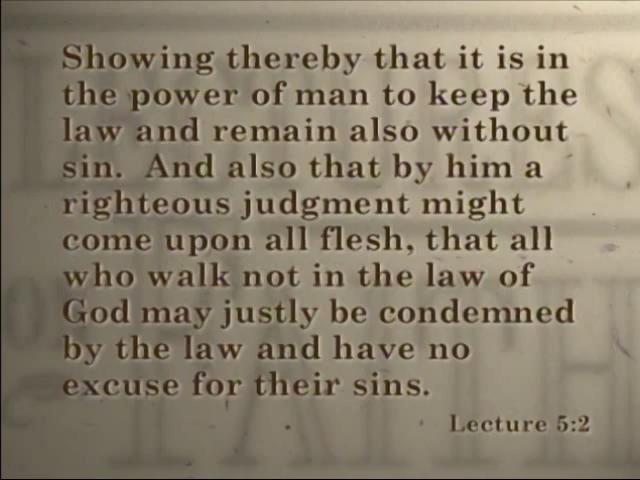 Showing thereby that it is in
the power of man to keep the
law and remain also without
sin.  And also that by him a
righteous judgment might
come upon all flesh, that all
who walk not in the law of
God may justly be condemned
by the law and have no
excuse for their sins.
Lecture 5:2